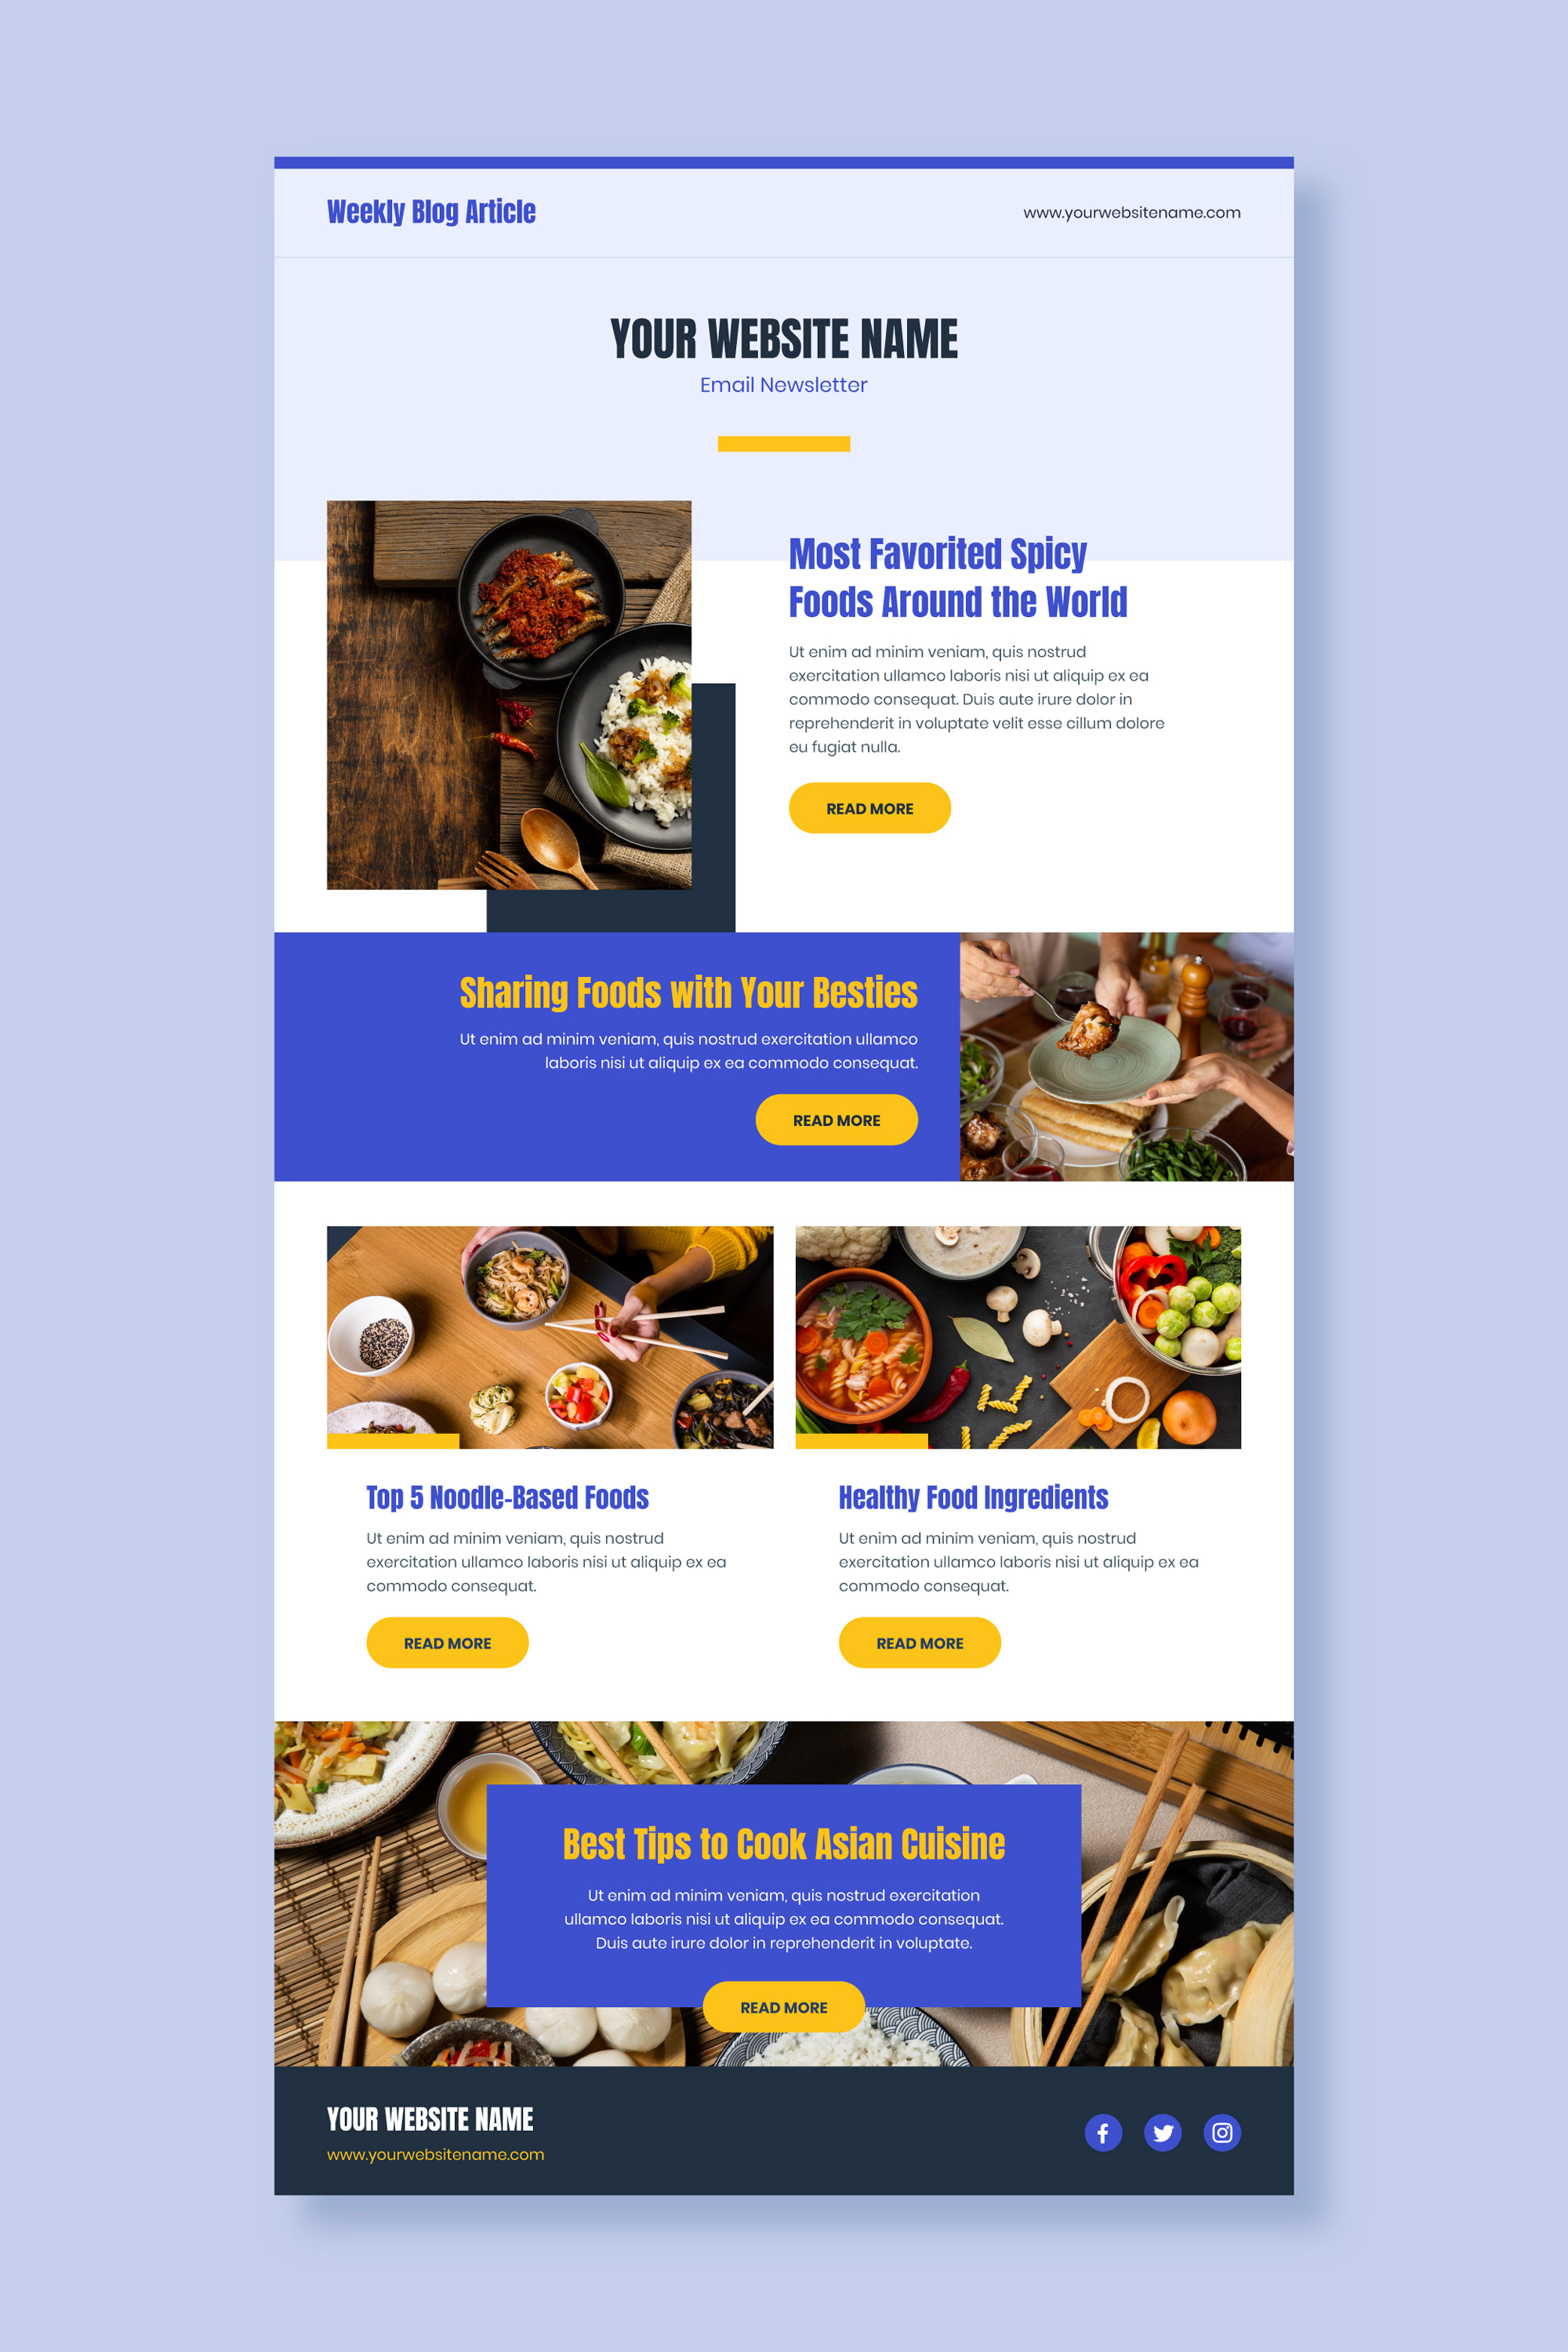 Weekly Blog Article
www.yourwebsitename.com
YOUR WEBSITE NAME
Email Newsletter
Most Favorited Spicy
Foods Around the World
Ut enim ad minim veniam, quis nostrud
exercitation ullamco laboris nisi ut aliquip ex ea
commodo consequat. Duis aute irure dolor in
reprehenderit in voluptate velit esse cillum dolore
eu fugiat nulla.
READ MORE
Sharing Foods with Your Besties
Ut enim ad minim veniam, quis nostrud exercitation ullamco
laboris nisi ut aliquip ex ea commodo consequat.
READ MORE
Top 5 Noodle-Based Foods
Ut enim ad minim veniam, quis nostrud
exercitation ullamco laboris nisi ut aliquip ex ea
commodo consequat.
READ MORE
Healthy Food Ingredients
Ut enim ad minim veniam, quis nostrud
exercitation ullamco laboris nisi ut aliquip ex ea
commodo consequat.
READ MORE
Best Tips to Cook Asian Cuisine
Ut enim ad minim veniam, quis nostrud exercitation
ullamco laboris nisi ut aliquip ex ea commodo consequat.
Duis aute irure dolor in reprehenderit in voluptate.
READ MORE
YOUR WEBSITE NAME
www.yourwebsitename.com